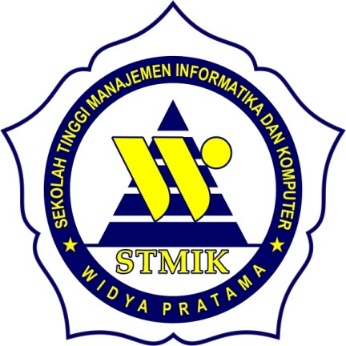 SEKOLAH TINGGI MANAJEMEN INFORMATIKA DAN KOMPUTER
STMIK
WIDYA PRATAMA